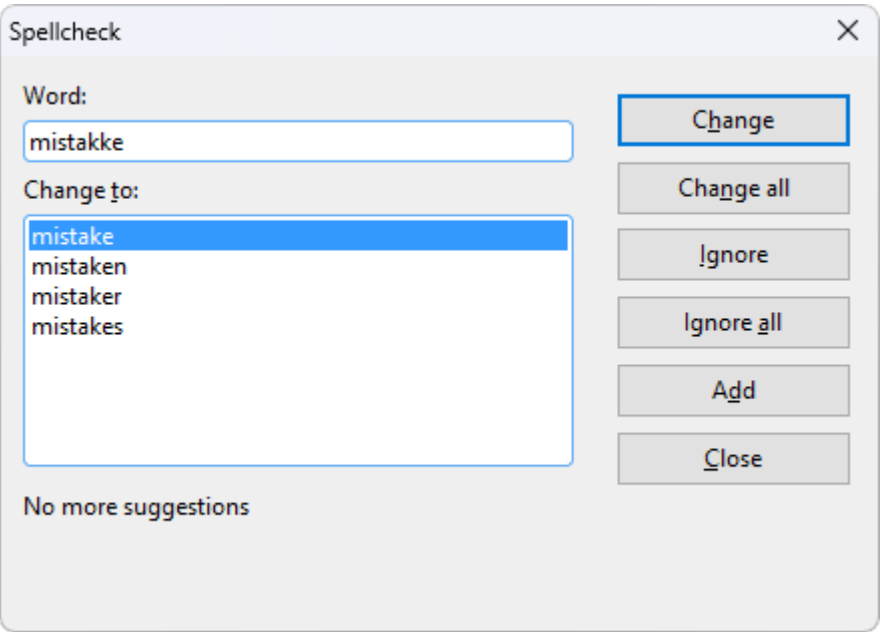 Spellcheck
Word:
mistakke
Change to:
mistake
mistaken
mistaker
mistakes
No more suggestions
Change
Change all
Ignore
Ignore all
Add
Close